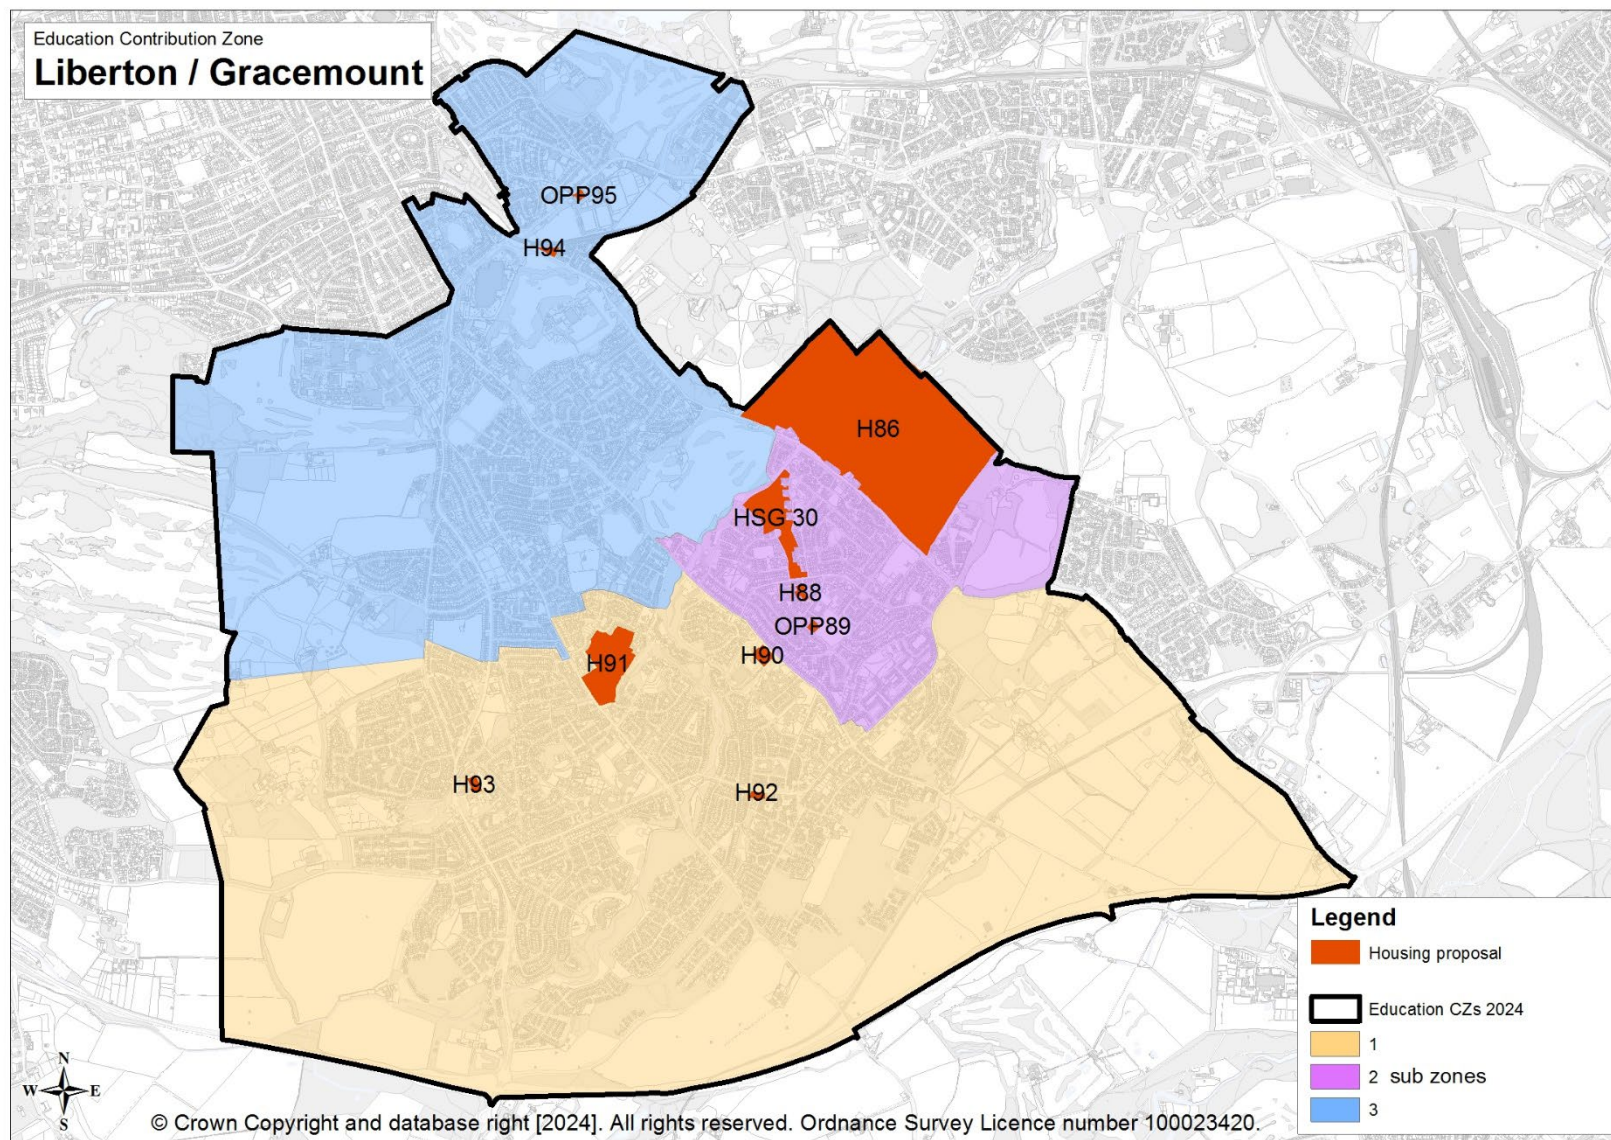 Education Contribution Zone
Liberton / Gracemount
OPP95
H94
H86
HSG 30
H88
OPP89
H90
H91
H93
H92
Legend
Housing proposal
Education CZs 2024
1
2 sub zones
3
N
W E
S
© Crown Copyright and database right [2024]. All rights reserved. Ordnance Survey Licence number 100023420.